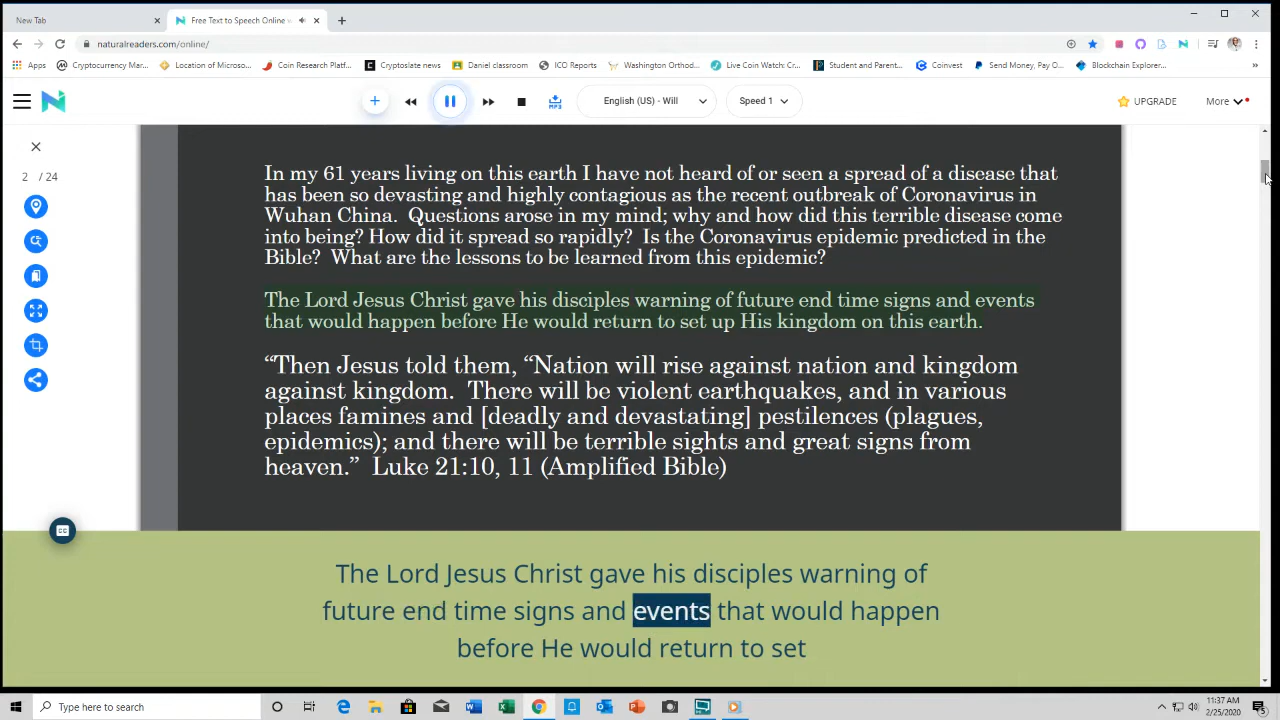 New Tab
Free Text to Speech Online w
naturalreaders.com/online/
Apps Cryptocurrency Mar... Location of Microso... Coin Research Platf... Cryptoslate news Daniel classroom ICO Reports Washington Orthod... Live Coin Watch: Cr... Student and Parent... Coinvest Send Money, Pay O... Blockchain Explorer... »
MP3 English (US) - Will Speed 1 UPGRADE More
2 / 24
In my 61 years living on this earth I have not heard of or seen a spread of a disease that
has been so devasting and highly contagious as the recent outbreak of Coronavirus in
Wuhan China. Questions arose in my mind; why and how did this terrible disease come
into being? How did it spread so rapidly? Is the Coronavirus epidemic predicted in the
Bible? What are the lessons to be learned from this epidemic?
The Lord Jesus Christ gave his disciples warning of future end time signs and events
that would happen before He would return to set up His kingdom on this earth.
“Then Jesus told them, “Nation will rise against nation and kingdom
against kingdom. There will be violent earthquakes, and in various
places famines and [deadly and devastating] pestilences (plagues,
epidemics); and there will be terrible sights and great signs from
heaven.” Luke 21:10, 11 (Amplified Bible)
CC
The Lord Jesus Christ gave his disciples warning of
future end time signs and events that would happen
before He would return to set
Type here to search
11:37 AM
2/25/2020
5